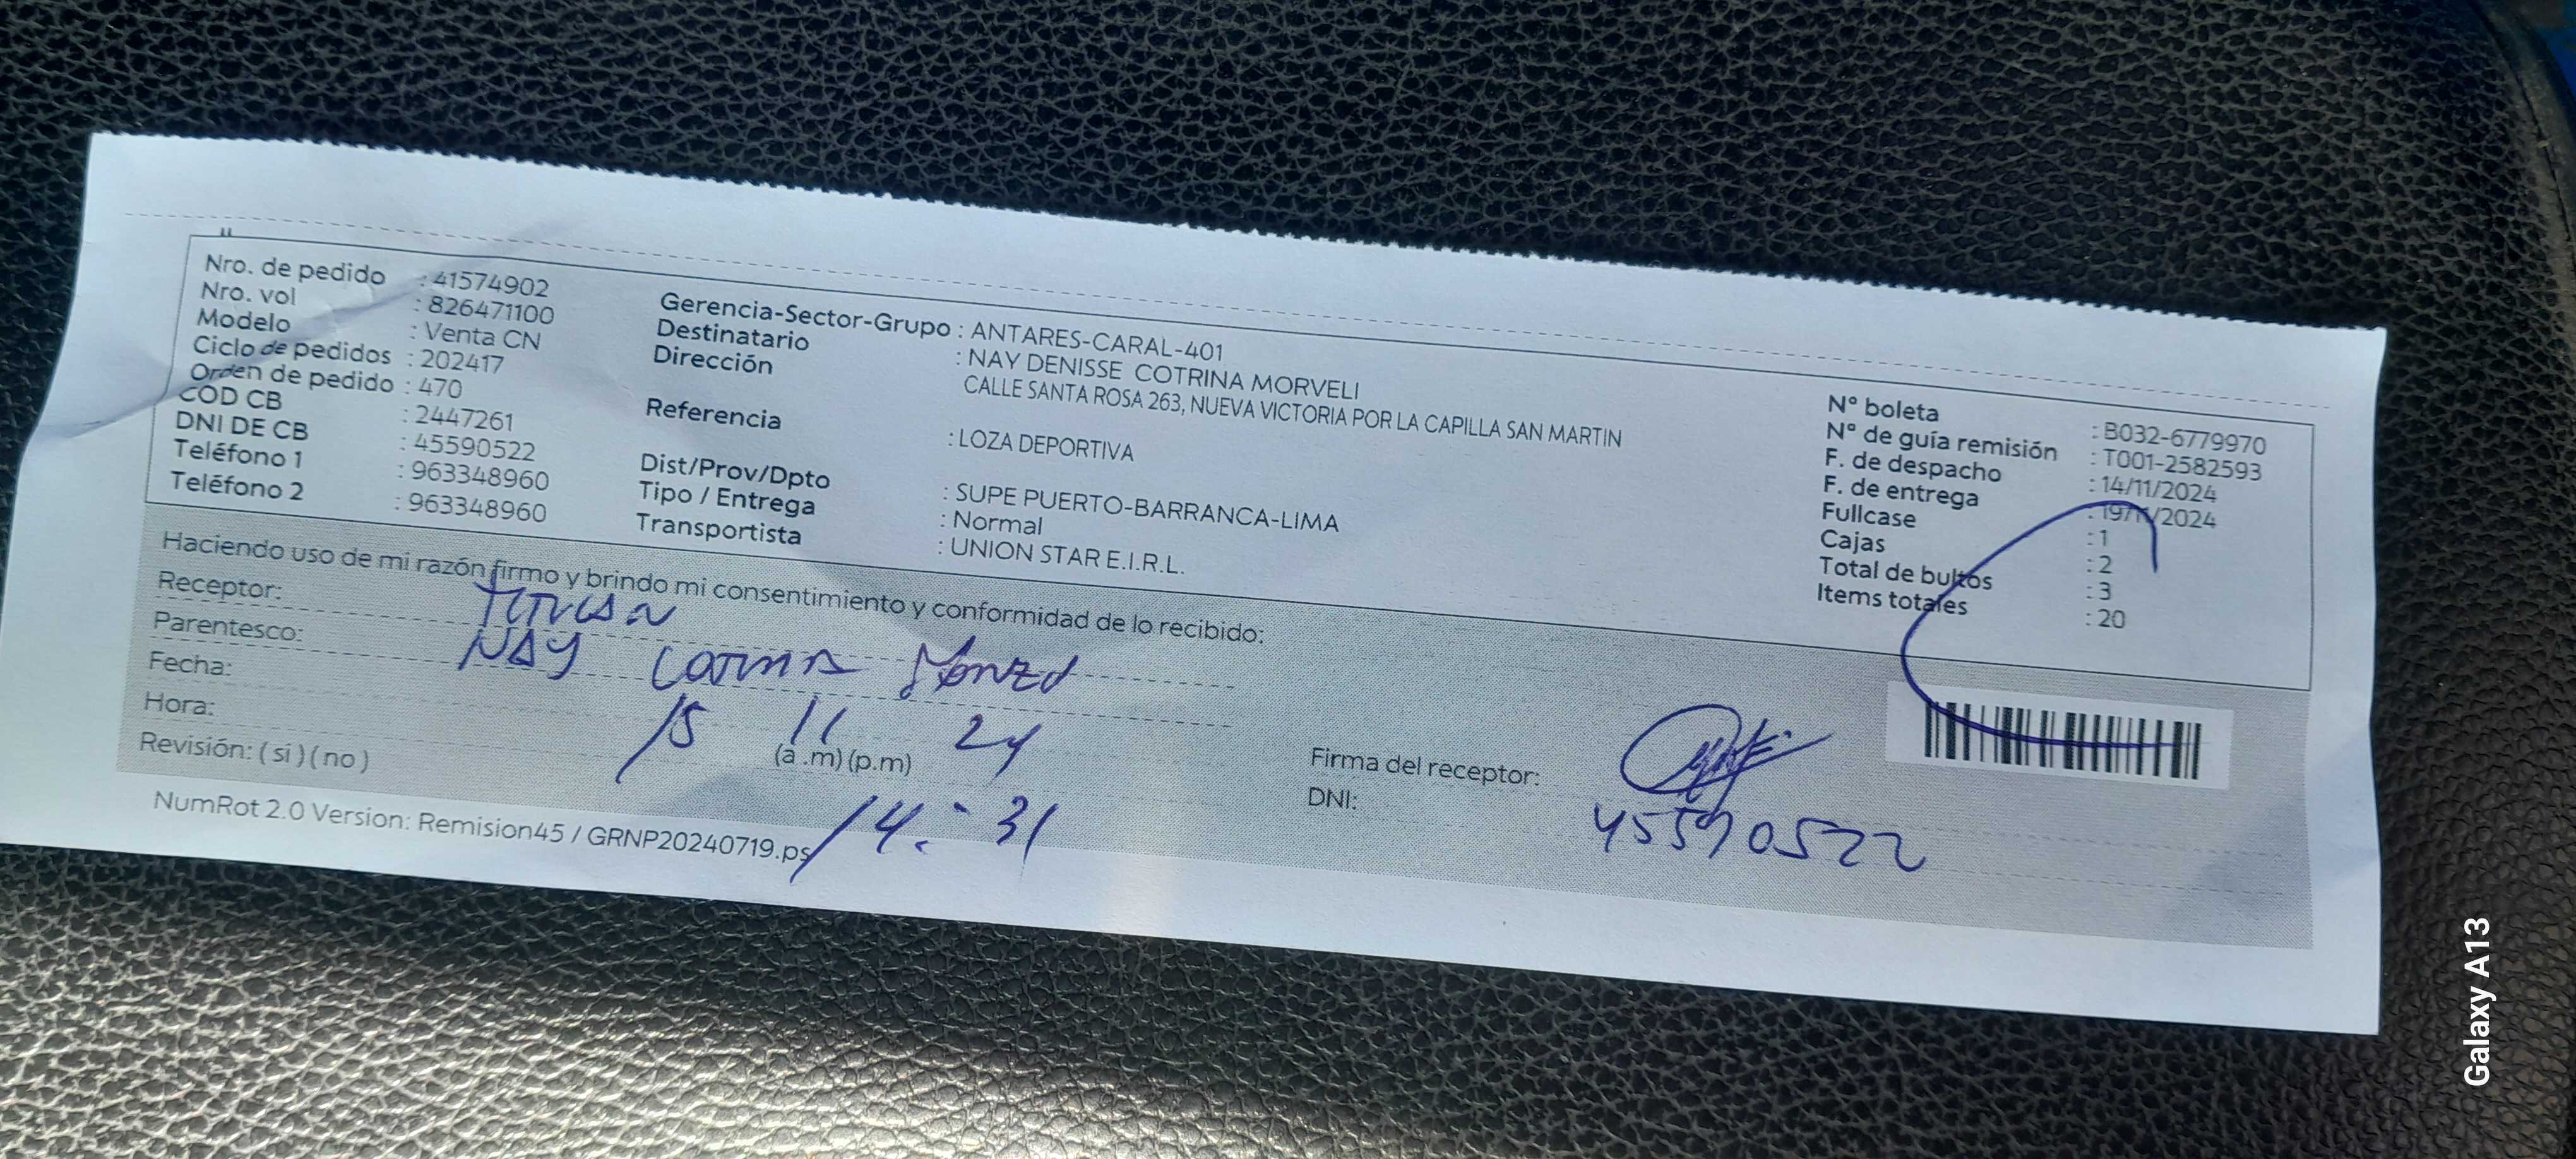 Nro. de pedido : 41574902
Nro. vol : 826471100
Modelo : Venta CN
Ciclo de pedidos : 202417
Orden de pedido : 470
COD CB : 2447261
DNI DE CB : 45590522
Teléfono 1 : 963348960
Teléfono 2 : 963348960
Gerencia-Sector-Grupo : ANTARES-CARAL-401
Destinatario : NAY DENISSE COTRINA MORVELI
Dirección CALLE SANTA ROSA 263, NUEVA VICTORIA POR LA CAPILLA SAN MARTIN
Referencia : LOZA DEPORTIVA
Dist/Prov/Dpto : SUPE PUERTO-BARRANCA-LIMA
Tipo / Entrega : Normal
Transportista : UNION STAR E.I.R.L.
N° boleta : B032-6779970
N° de guía remisión : T001-2582593
F. de despacho : 14/11/2024
F. de entrega : 19/11/2024
Fullcase : 1
Cajas : 2
Total de bultos : 3
Items totales : 20
Haciendo uso de mi razón firmo y brindo mi consentimiento y conformidad de lo recibido:
Receptor:
Parentesco: NAY
Fecha: 15 11 24
Hora: (a .m) (p.m) 14:31
Revisión: ( si ) ( no )
Firma del receptor:
DNI: 45590522
NumRot 2.0 Version: Remision45 / GRNP20240719.ps
Galaxy A13